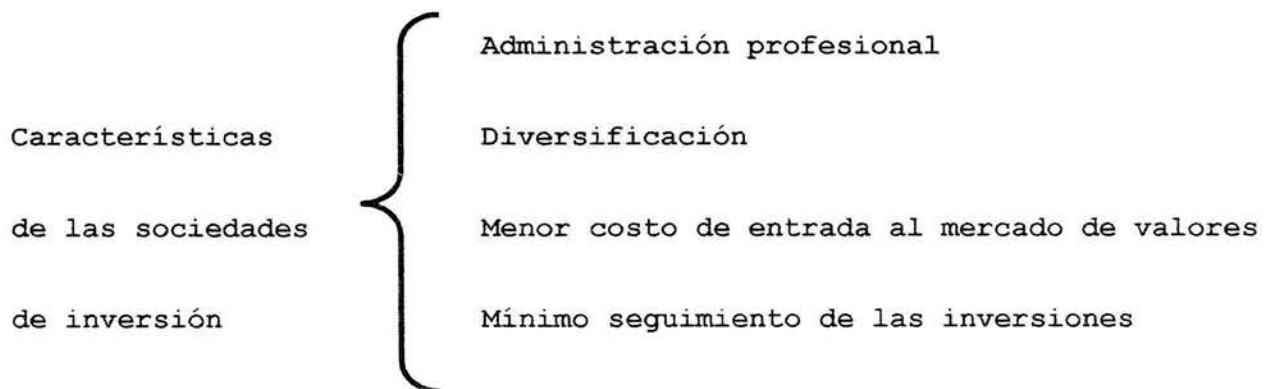 Características
de las sociedades
de inversión
Administración profesional
Diversificación
Menor costo de entrada al mercado de valores
Mínimo seguimiento de las inversiones